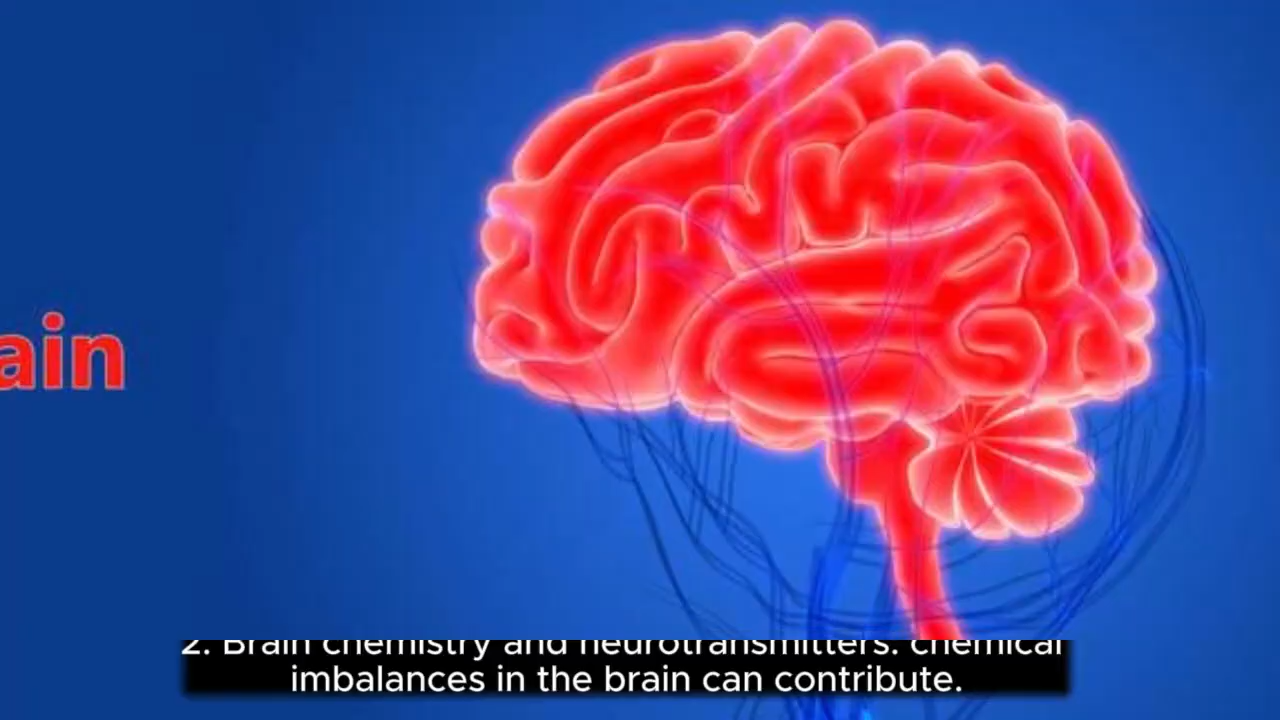 ain
2. Brain chemistry and neurotransmitters. chemical
imbalances in the brain can contribute.